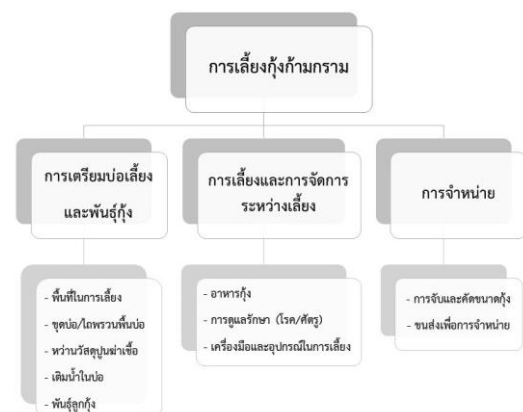 การเลี้ยงกุ้งก้ามกราม
การเตรียมบ่อเลี้ยง
และพันธุ์กุ้ง
การเลี้ยงและการจัดการ
ระหว่างเลี้ยง
การจำหน่าย
- พื้นที่ในการเลี้ยง
- ขุดบ่อ/ไถพรวนพื้นบ่อ
- หว่านวัสดุปูนฆ่าเชื้อ
- เติมน้ำในบ่อ
- พันธุ์ลูกกุ้ง
- อาหารกุ้ง
- การดูแลรักษา (โรค/ศัตรู)
- เครื่องมือและอุปกรณ์ในการเลี้ยง
- การจับและคัดขนาดกุ้ง
- ขนส่งเพื่อการจำหน่าย